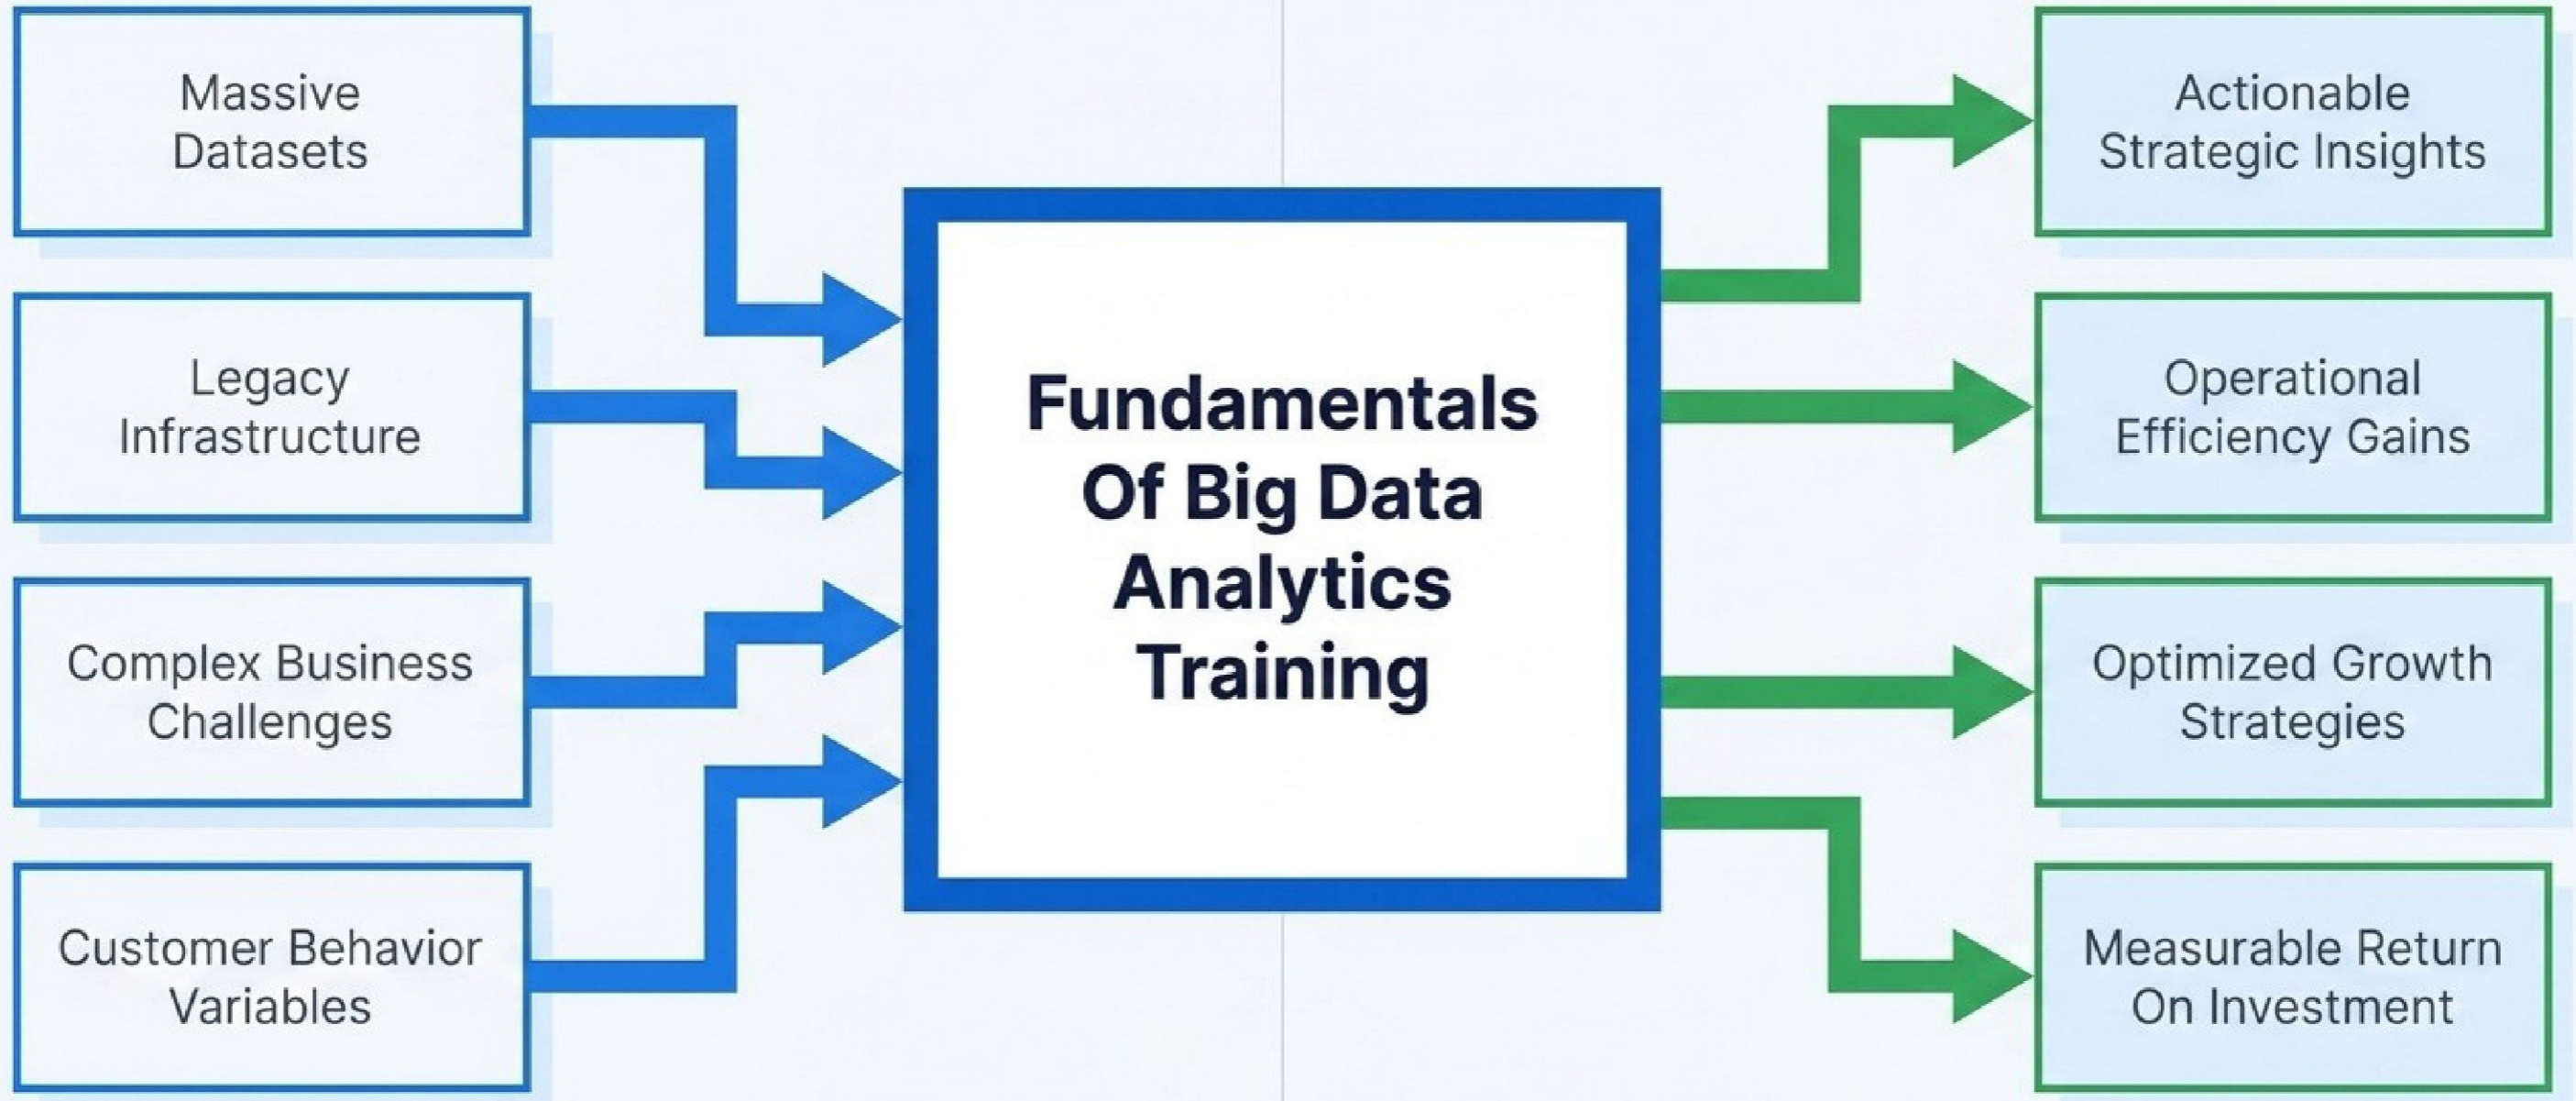 Massive
Datasets
Legacy
Infrastructure
Complex Business
Challenges
Customer Behavior
Variables
Fundamentals
Of Big Data
Analytics
Training
Actionable
Strategic Insights
Operational
Efficiency Gains
Optimized Growth
Strategies
Measurable Return
On Investment